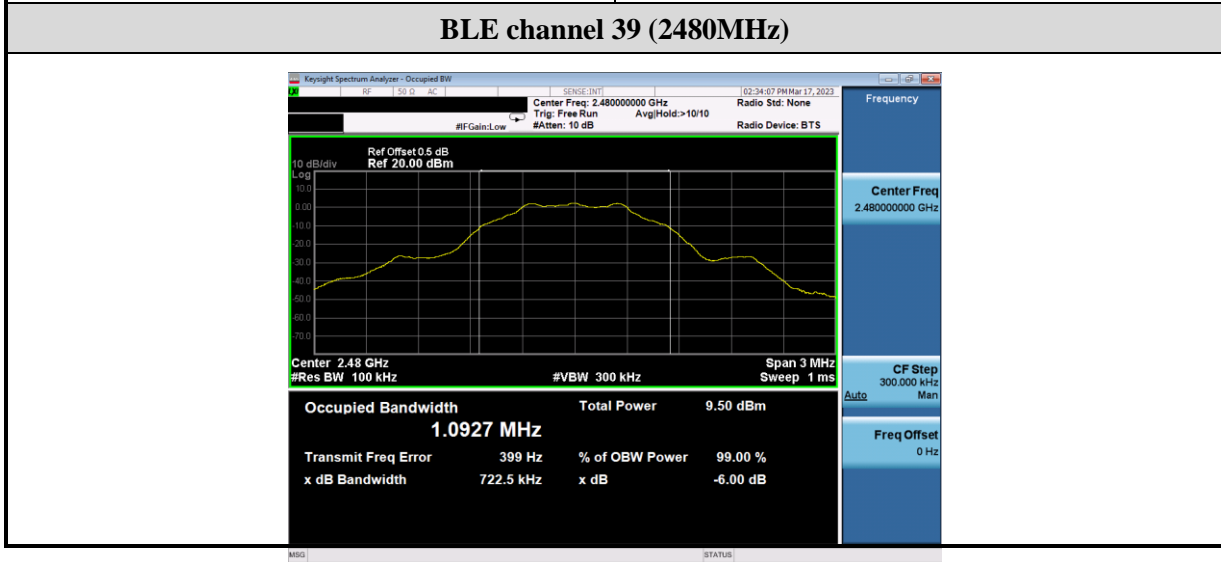 BLE channel 39 (2480MHz)
Keysight Spectrum Analyzer - Occupied BW
RF 50 Ω AC SENSE:INT 02:34:07 PM Mar 17, 2023
Center Freq: 2.480000000 GHz Radio Std: None
Trig: Free Run Avg|Hold:>10/10
#IFGain:Low #Atten: 10 dB Radio Device: BTS
Frequency
Ref Offset 0.5 dB
10 dB/div Ref 20.00 dBm
Log
10.0
0.00
-10.0
-20.0
-30.0
-40.0
-50.0
-60.0
-70.0
Center 2.48 GHz Span 3 MHz
#Res BW 100 kHz #VBW 300 kHz Sweep 1 ms
Occupied Bandwidth Total Power 9.50 dBm
1.0927 MHz
Transmit Freq Error 399 Hz % of OBW Power 99.00 %
x dB Bandwidth 722.5 kHz x dB -6.00 dB
Center Freq
2.480000000 GHz
CF Step
300.000 kHz
Auto Man
Freq Offset
0 Hz
MSG STATUS